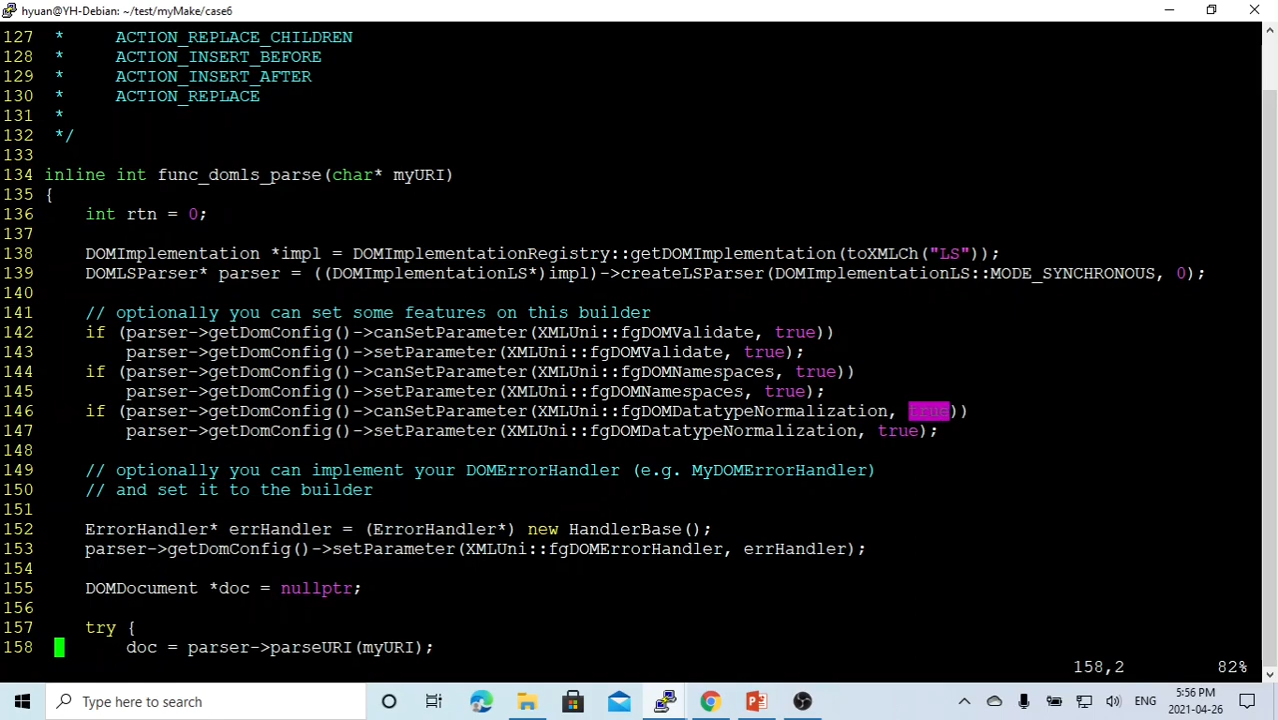 hyuan@YH-Debian: ~/test/myMake/case6
127 *     ACTION_REPLACE_CHILDREN
128 *     ACTION_INSERT_BEFORE
129 *     ACTION_INSERT_AFTER
130 *     ACTION_REPLACE
131 *
132 */
133
134 inline int func_domls_parse(char* myURI)
135 {
136     int rtn = 0;
137
138     DOMImplementation *impl = DOMImplementationRegistry::getDOMImplementation(toXMLCh("LS"));
139     DOMLSParser* parser = ((DOMImplementationLS*)impl)->createLSParser(DOMImplementationLS::MODE_SYNCHRONOUS, 0);
140
141     // optionally you can set some features on this builder
142     if (parser->getDomConfig()->canSetParameter(XMLUni::fgDOMValidate, true))
143         parser->getDomConfig()->setParameter(XMLUni::fgDOMValidate, true);
144     if (parser->getDomConfig()->canSetParameter(XMLUni::fgDOMNamespaces, true))
145         parser->getDomConfig()->setParameter(XMLUni::fgDOMNamespaces, true);
146     if (parser->getDomConfig()->canSetParameter(XMLUni::fgDOMDatatypeNormalization, true))
147         parser->getDomConfig()->setParameter(XMLUni::fgDOMDatatypeNormalization, true);
148
149     // optionally you can implement your DOMErrorHandler (e.g. MyDOMErrorHandler)
150     // and set it to the builder
151
152     ErrorHandler* errHandler = (ErrorHandler*) new HandlerBase();
153     parser->getDomConfig()->setParameter(XMLUni::fgDOMErrorHandler, errHandler);
154
155     DOMDocument *doc = nullptr;
156
157     try {
158         doc = parser->parseURI(myURI);
158,2     82%
Type here to search
ENG
5:56 PM
2021-04-26